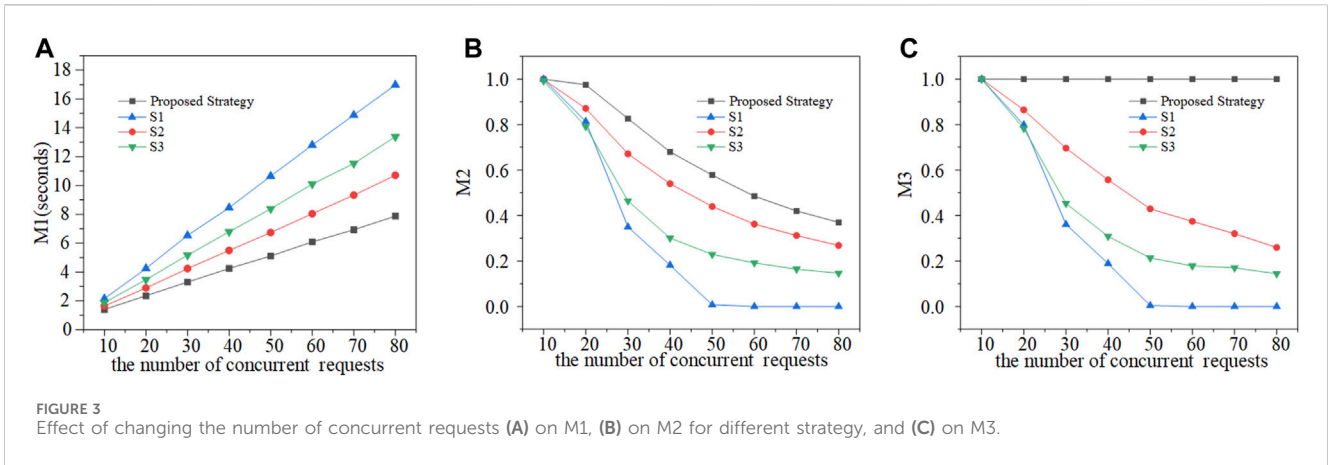 A
18
16
14
12
10
8
6
4
2
0
M1(seconds)
Proposed Strategy
S1
S2
S3
10 20 30 40 50 60 70 80
the number of concurrent requests
B
1.0
0.8
0.6
0.4
0.2
0.0
M2
Proposed Strategy
S1
S2
S3
10 20 30 40 50 60 70 80
the number of concurrent requests
C
1.0
0.8
0.6
0.4
0.2
0.0
M3
Proposed Strategy
S1
S2
S3
10 20 30 40 50 60 70 80
the number of concurrent requests
FIGURE 3
Effect of changing the number of concurrent requests (A) on M1, (B) on M2 for different strategy, and (C) on M3.